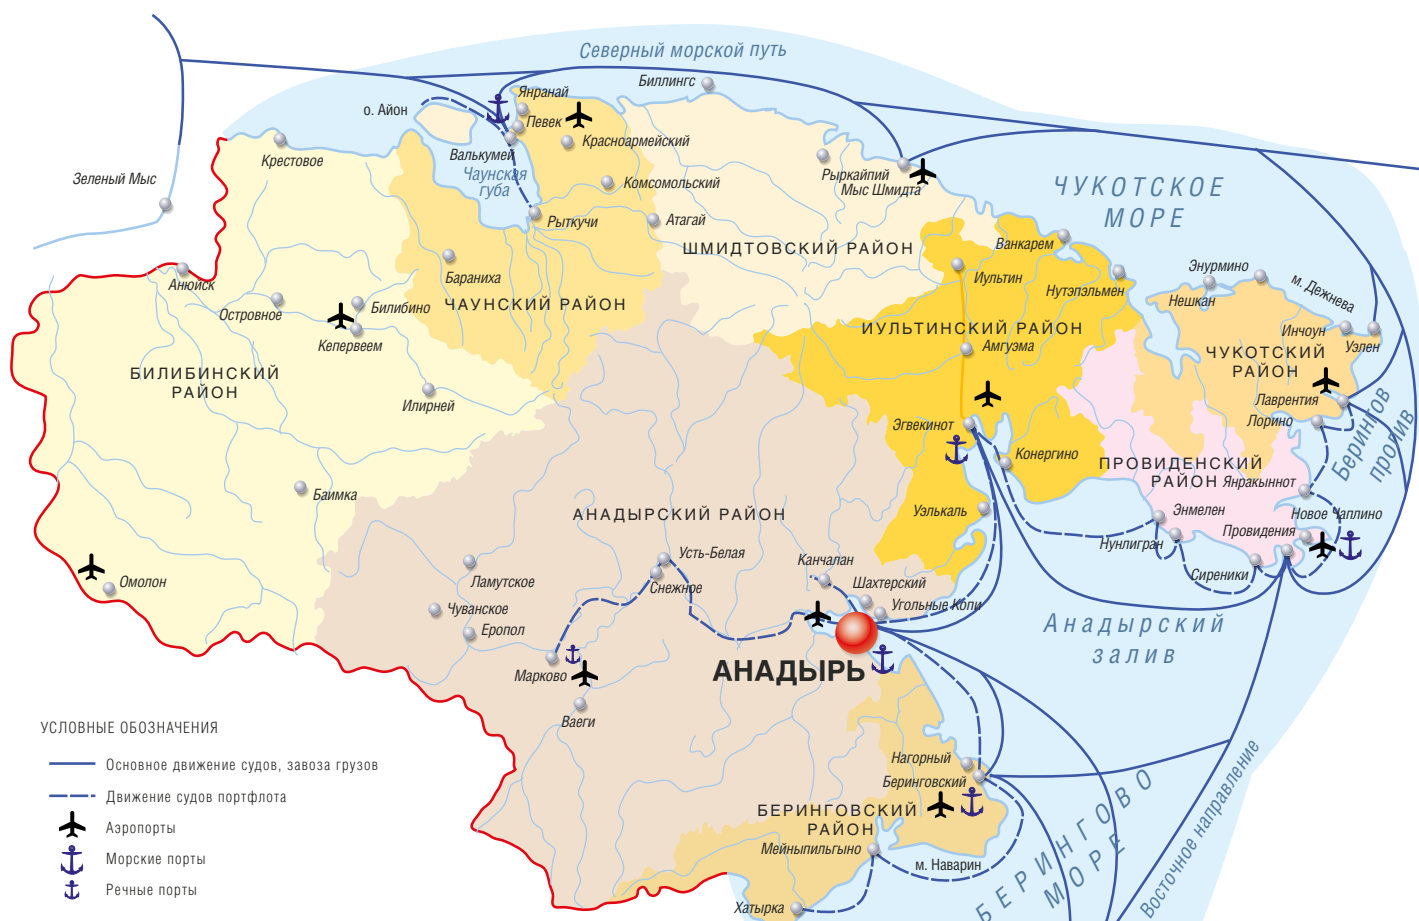 Северный морской путь
Биллингс
Янранай
о. Айон
Певек
Красноармейский
Валькумей
Крестовое
Чаунская
губа
Рыркайпий
Мыс Шмидта
Зеленый Мыс
Комсомольский
ЧУКОТСКОЕ
МОРЕ
Рыткучи
Атагай
ШМИДТОВСКИЙ РАЙОН
Ванкарем
Анюйск
Бараниха
Иультин
Нутэпэльмен
Энурмино
Нешкан
м. Дежнева
Островное
Билибино
ЧАУНСКИЙ РАЙОН
Кепервеем
ИУЛЬТИНСКИЙ РАЙОН
Амгуэма
Инчоун
Уэлен
ЧУКОТСКИЙ
РАЙОН
БИЛИБИНСКИЙ
РАЙОН
Илирней
Лаврентия
Лорино
Берингов
пролив
Эгвекинот
Конергино
ПРОВИДЕНСКИЙ
РАЙОН
Янракыннот
Баимка
АНАДЫРСКИЙ РАЙОН
Уэлькаль
Энмелен
Новое Чаплино
Провидения
Нунлигран
Сиреники
Усть-Белая
Снежное
Канчалан
Шахтерский
Угольные Копи
Омолон
Ламутское
Чуванское
Еропол
Анадырский
залив
Марково
АНАДЫРЬ
Ваеги
УСЛОВНЫЕ ОБОЗНАЧЕНИЯ
Основное движение судов, завоза грузов
Движение судов портфлота
Аэропорты
Морские порты
Речные порты
Нагорный
Беринговский
БЕРИНГОВСКИЙ
РАЙОН
Мейныпильгыно
м. Наварин
Хатырка
БЕРИНГОВО
МОРЕ
Восточное направление